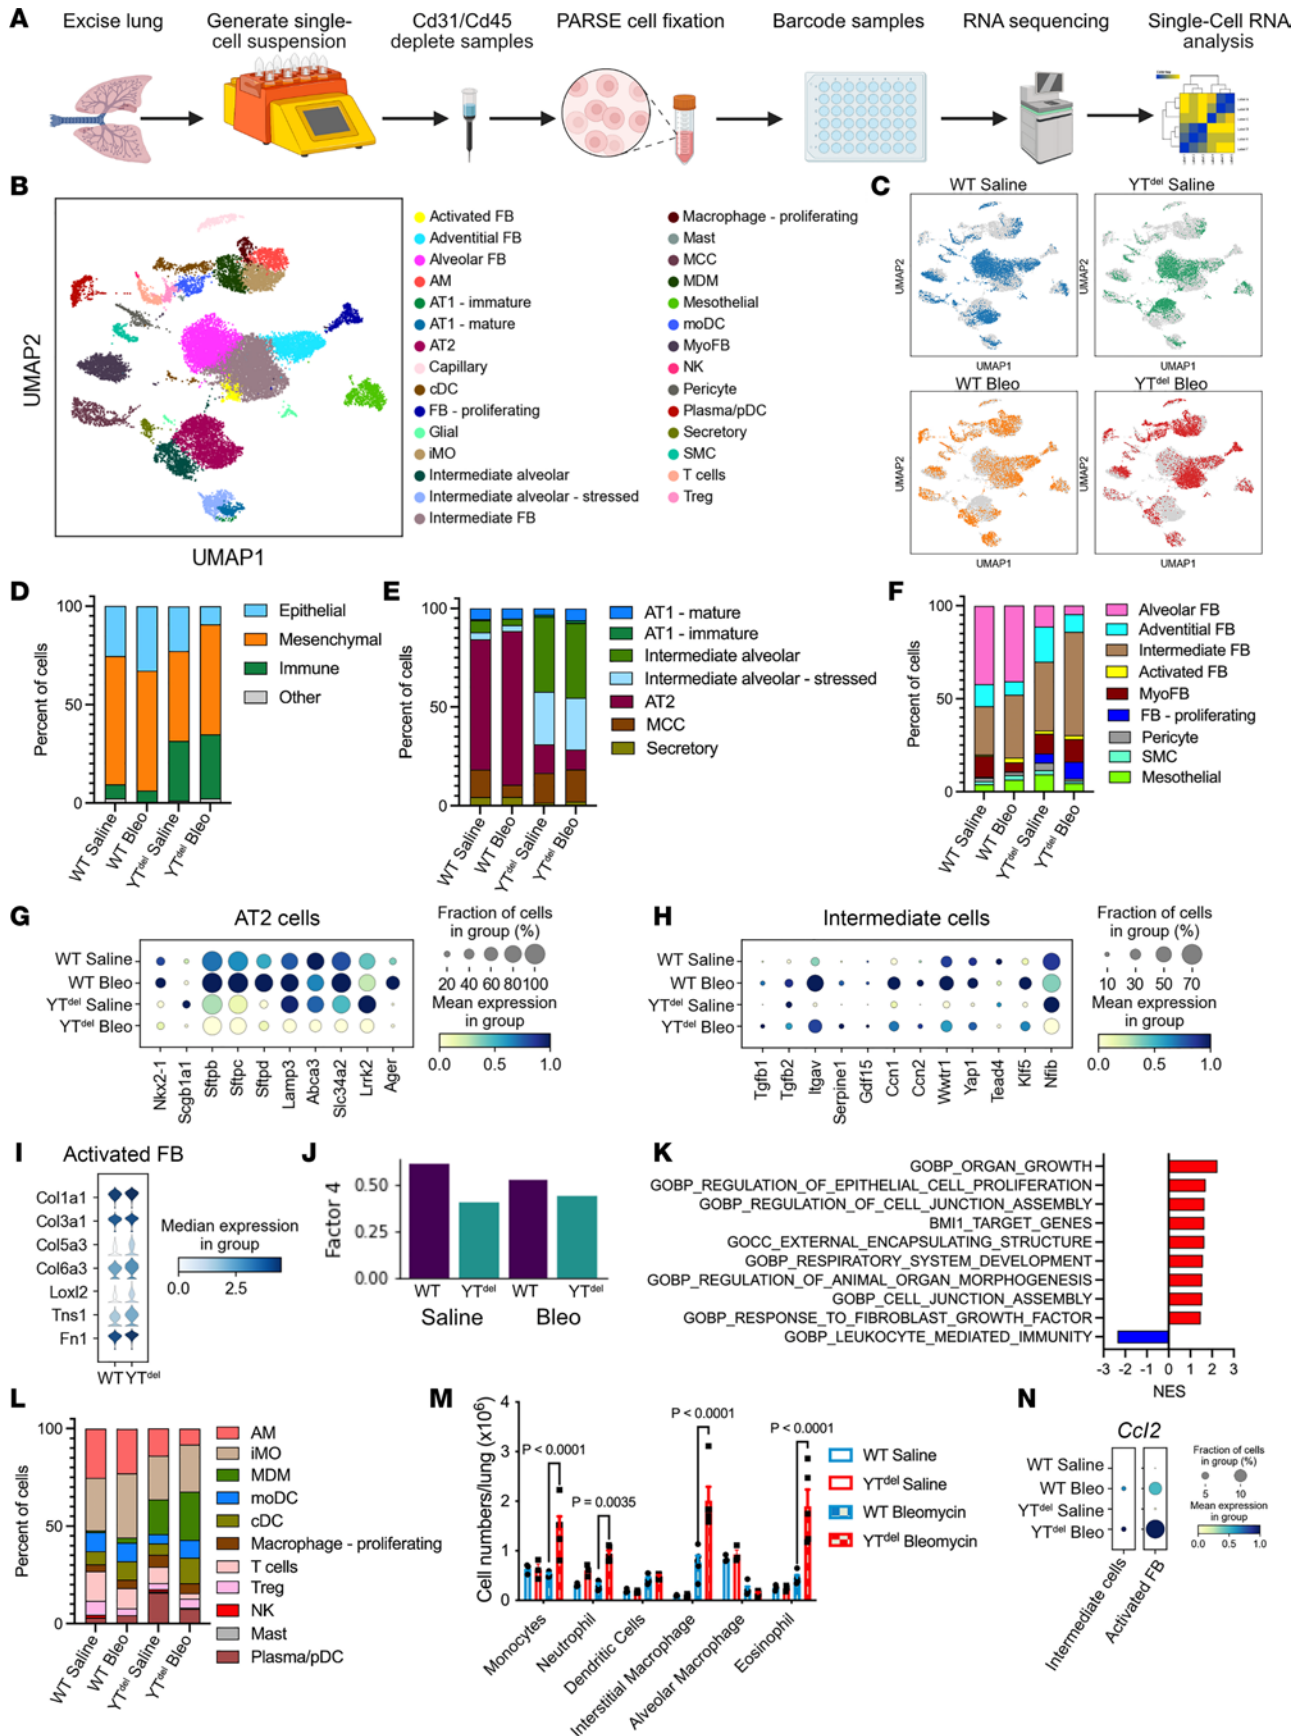 A
Excise lung
Generate single-
cell suspension
Cd31/Cd45
deplete samples
PARSE cell fixation
Barcode samples
RNA sequencing
Single-Cell RNA
analysis
B
UMAP2
UMAP1
Activated FB
Adventitial FB
Alveolar FB
AM
AT1 - immature
AT1 - mature
AT2
Capillary
cDC
FB - proliferating
Glial
iMO
Intermediate alveolar
Intermediate alveolar - stressed
Intermediate FB
Macrophage - proliferating
Mast
MCC
MDM
Mesothelial
moDC
MyoFB
NK
Pericyte
Plasma/pDC
Secretory
SMC
T cells
Treg
C
WT Saline
YTdel Saline
UMAP2
UMAP2
UMAP1
UMAP1
WT Bleo
YTdel Bleo
UMAP2
UMAP2
UMAP1
UMAP1
D
Percent of cells
100
50
0
WT Saline
WT Bleo
YTdel Saline
YTdel Bleo
Epithelial
Mesenchymal
Immune
Other
E
Percent of cells
100
50
0
WT Saline
WT Bleo
YTdel Saline
YTdel Bleo
AT1 - mature
AT1 - immature
Intermediate alveolar
Intermediate alveolar - stressed
AT2
MCC
Secretory
F
Percent of cells
100
50
0
WT Saline
WT Bleo
YTdel Saline
YTdel Bleo
Alveolar FB
Adventitial FB
Intermediate FB
Activated FB
MyoFB
FB - proliferating
Pericyte
SMC
Mesothelial
G
AT2 cells
WT Saline
WT Bleo
YTdel Saline
YTdel Bleo
Nkx2-1
Scgb1a1
Sftpb
Sftpc
Sftpd
Lamp3
Abca3
Slc34a2
Lrrk2
Ager
Fraction of cells
in group (%)
20 40 60 80 100
Mean expression
in group
0.0 0.5 1.0
H
Intermediate cells
WT Saline
WT Bleo
YTdel Saline
YTdel Bleo
Tgfb1
Tgfb2
Itgav
Serpine1
Gdf15
Ccn1
Ccn2
Wwtr1
Yap1
Tead4
Klf5
Nfib
Fraction of cells
in group (%)
10 30 50 70
Mean expression
in group
0.0 0.5 1.0
I
Activated FB
Col1a1
Col3a1
Col5a3
Col6a3
Loxl2
Tns1
Fn1
WT YTdel
Median expression
in group
0.0 2.5
J
Factor 4
0.50
0.25
0.00
WT YTdel WT YTdel
Saline Bleo
K
GOBP_ORGAN_GROWTH
GOBP_REGULATION_OF_EPITHELIAL_CELL_PROLIFERATION
GOBP_REGULATION_OF_CELL_JUNCTION_ASSEMBLY
BMI1_TARGET_GENES
GOCC_EXTERNAL_ENCAPSULATING_STRUCTURE
GOBP_RESPIRATORY_SYSTEM_DEVELOPMENT
GOBP_REGULATION_OF_ANIMAL_ORGAN_MORPHOGENESIS
GOBP_CELL_JUNCTION_ASSEMBLY
GOBP_RESPONSE_TO_FIBROBLAST_GROWTH_FACTOR
GOBP_LEUKOCYTE_MEDIATED_IMMUNITY
-3 -2 -1 0 1 2 3
NES
L
Percent of cells
100
50
0
WT Saline
WT Bleo
YTdel Saline
YTdel Bleo
AM
iMO
MDM
moDC
cDC
Macrophage - proliferating
T cells
Treg
NK
Mast
Plasma/pDC
M
Cell numbers/lung (x10⁶)
4
3
2
1
0
P < 0.0001
P = 0.0035
P < 0.0001
P < 0.0001
Monocytes
Neutrophil
Dendritic Cells
Interstitial Macrophage
Alveolar Macrophage
Eosinophil
WT Saline
YTdel Saline
WT Bleomycin
YTdel Bleomycin
N
Ccl2
WT Saline
WT Bleo
YTdel Saline
YTdel Bleo
Intermediate cells
Activated FB
Fraction of cells
in group (%)
5 10
Mean expression
in group
0.0 0.5 1.0